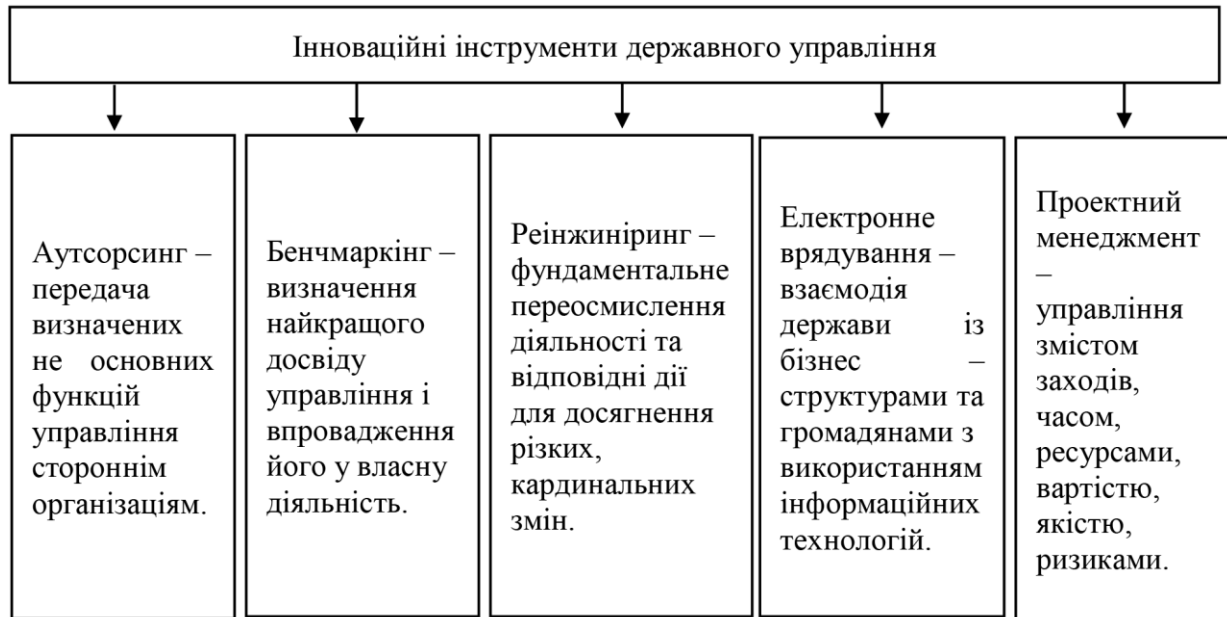 Інноваційні інструменти державного управління
Аутсорсинг –
передача
визначених
не основних
функцій
управління
стороннім
організаціям.
Бенчмаркінг –
визначення
найкращого
досвіду
управління і
впровадження
його у власну
діяльність.
Реінжиніринг –
фундаментальне
переосмислення
діяльності та
відповідні дії
для досягнення
різких,
кардинальних
змін.
Електронне
врядування –
взаємодія
держави із
бізнес –
структурами та
громадянами з
використанням
інформаційних
технологій.
Проектний
менеджмент
–
управління
змістом
заходів,
часом,
ресурсами,
вартістю,
якістю,
ризиками.